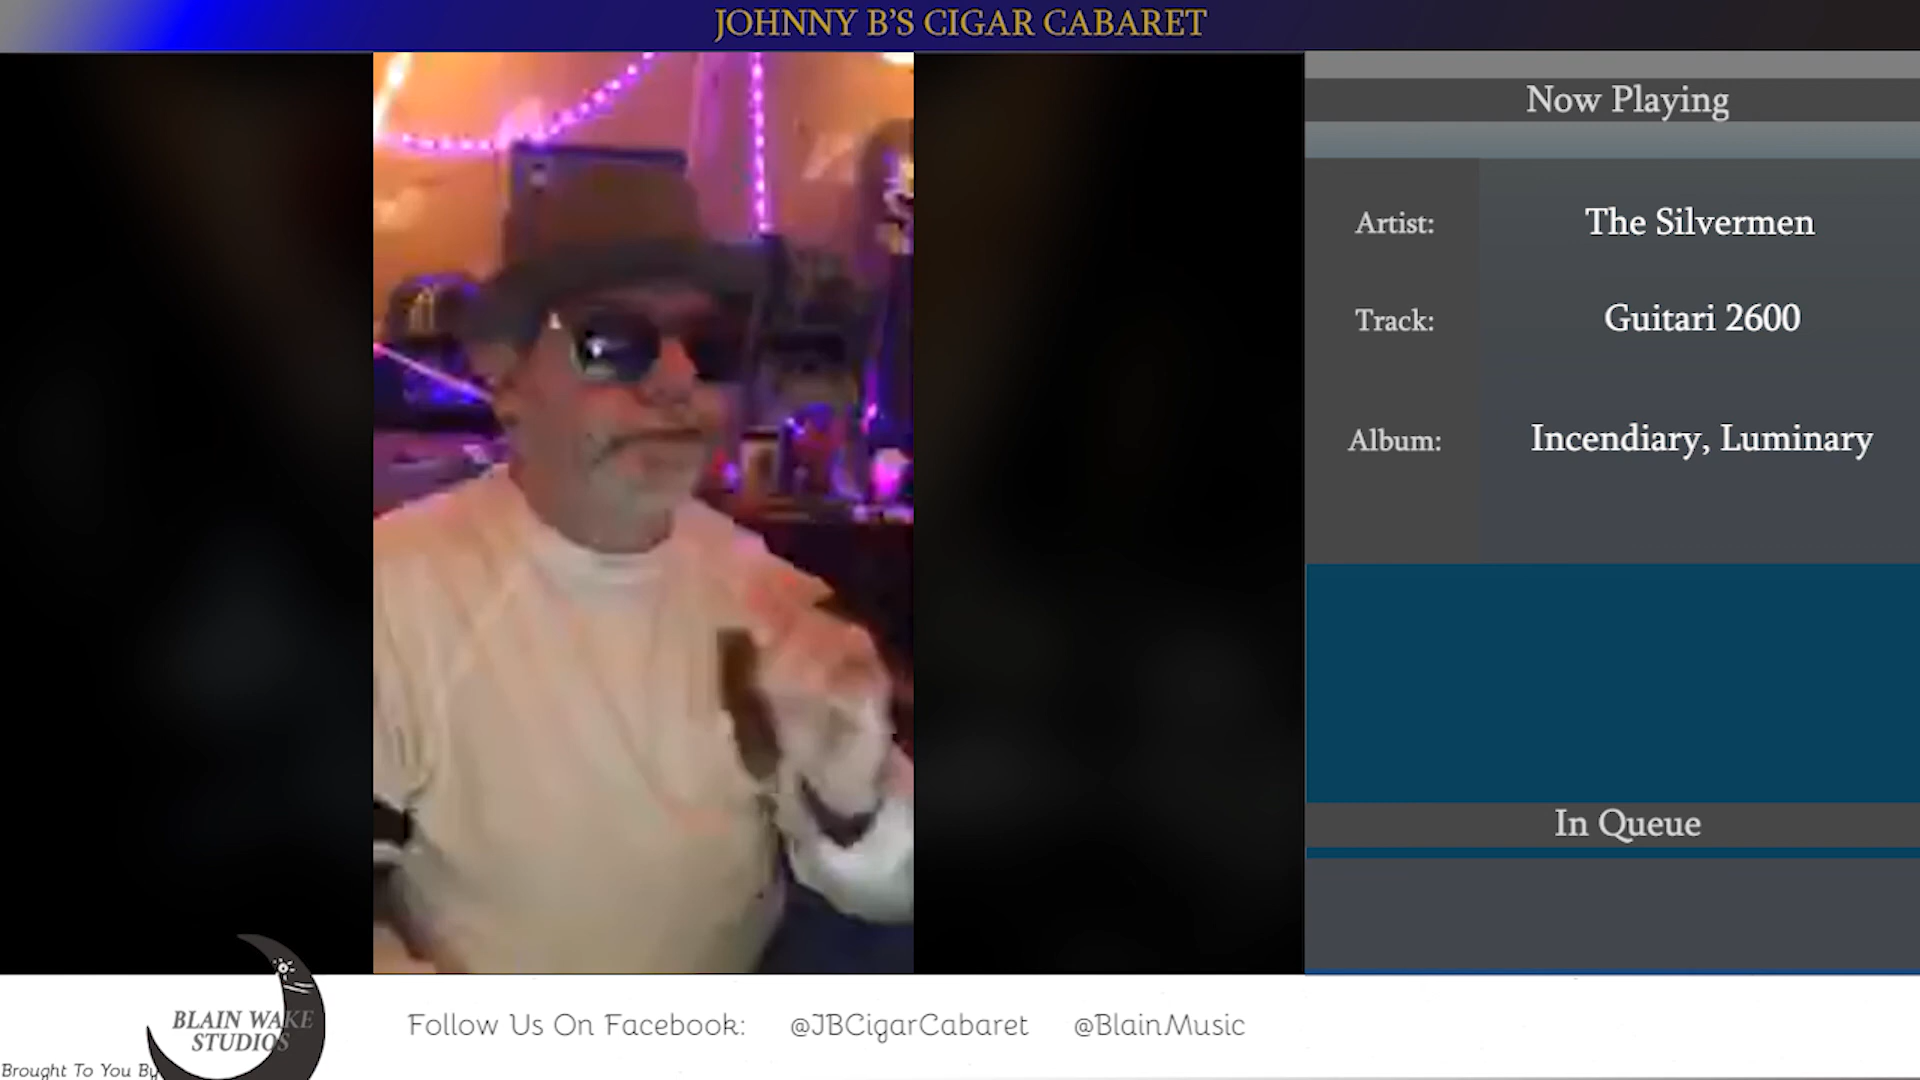 JOHNNY B'S CIGAR CABARET
Now Playing
Artist: The Silvermen
Track: Guitari 2600
Album: Incendiary, Luminary
In Queue
BLAIN WAKE
STUDIOS
Brought To You By
Follow Us On Facebook: @JBCigarCabaret @BlainMusic